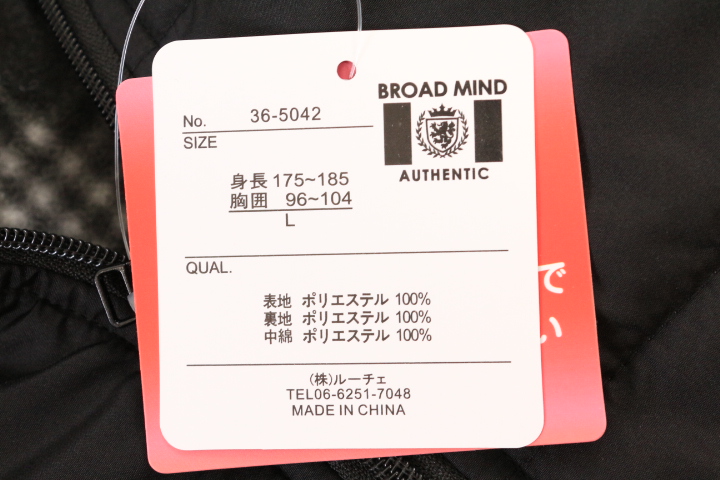 BROAD MIND
AUTHENTIC
No. 36-5042
SIZE
身長 175~185
胸囲 96~104
L
QUAL.
表地 ポリエステル 100%
裏地 ポリエステル 100%
中綿 ポリエステル 100%
(株)ルーチェ
TEL06-6251-7048
MADE IN CHINA
で
い